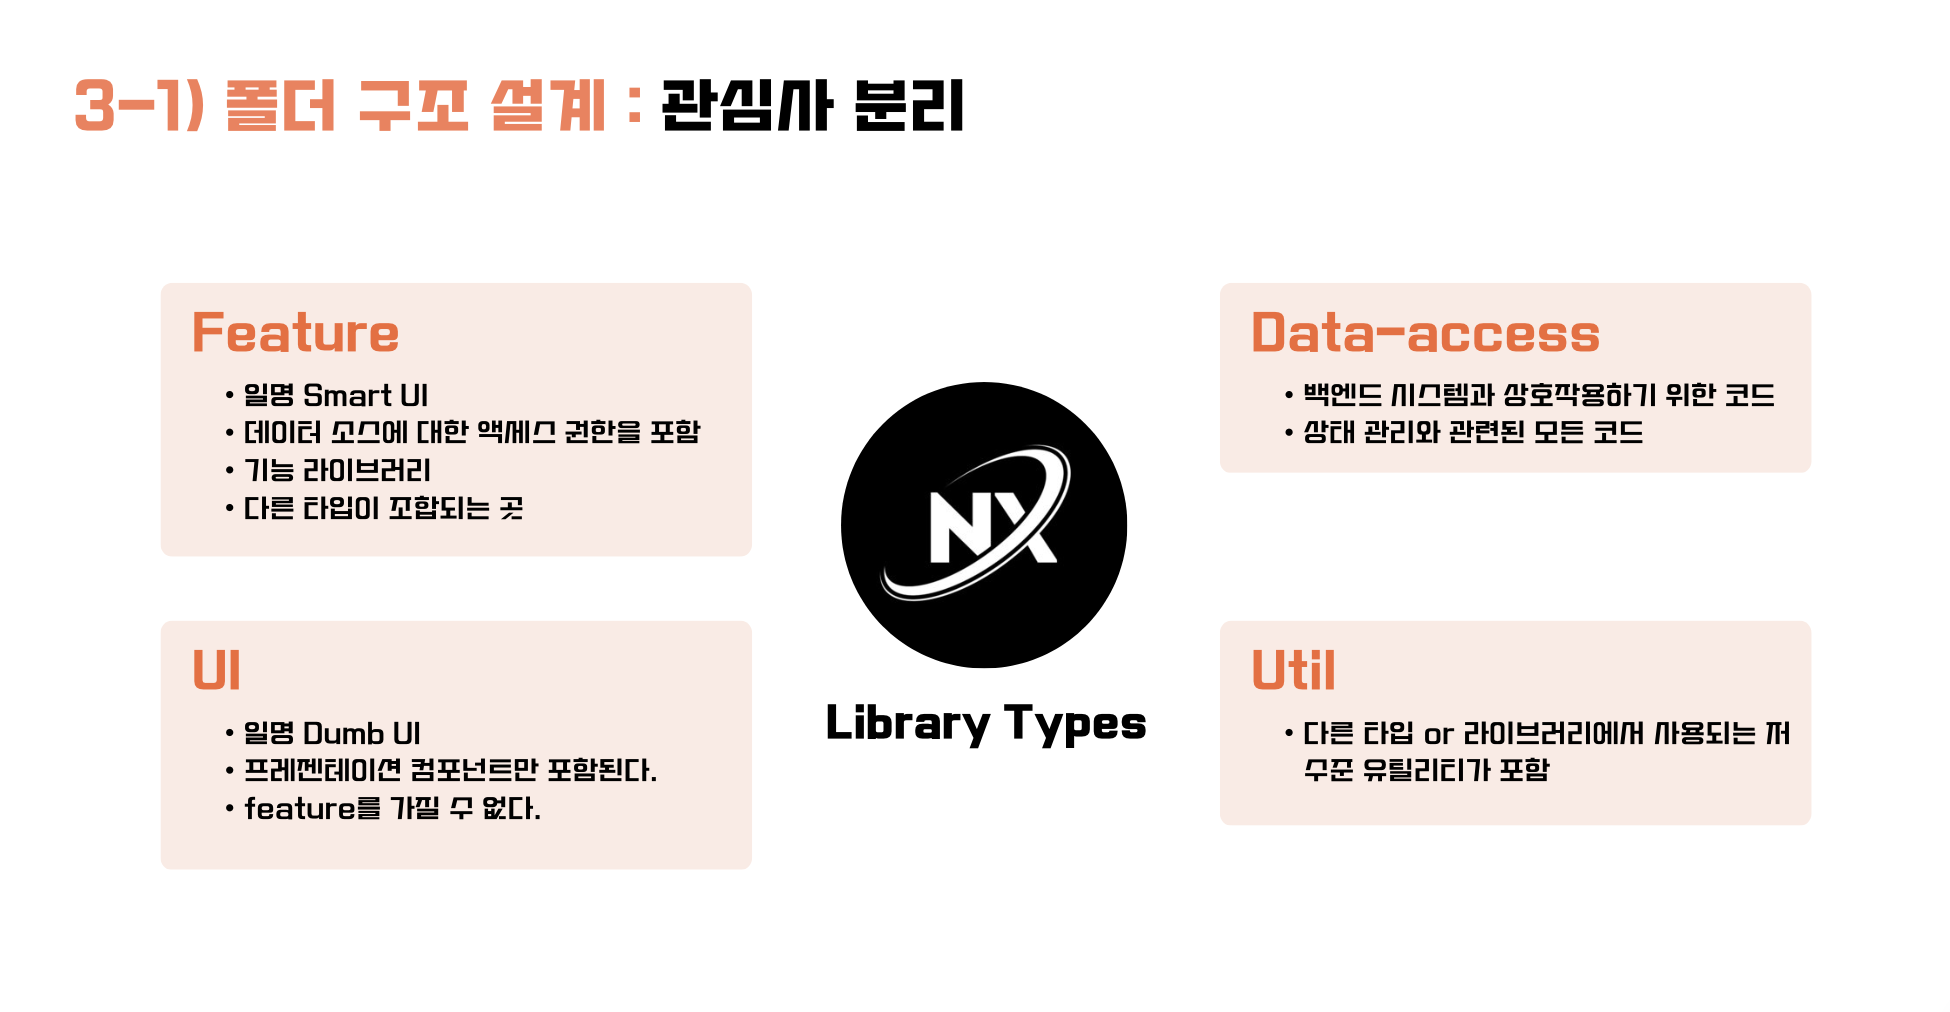 3-1) 폴더 구조 설계 : 관심사 분리
Feature
• 일명 Smart UI
• 데이터 소스에 대한 액세스 권한을 포함
• 기능 라이브러리
• 다른 타입이 조합되는 곳
Data-access
• 백엔드 시스템과 상호작용하기 위한 코드
• 상태 관리와 관련된 모든 코드
NX
Library Types
UI
• 일명 Dumb UI
• 프레젠테이션 컴포넌트만 포함된다.
• feature를 가질 수 없다.
Util
• 다른 타입 or 라이브러리에서 사용되는 저
수준 유틸리티가 포함